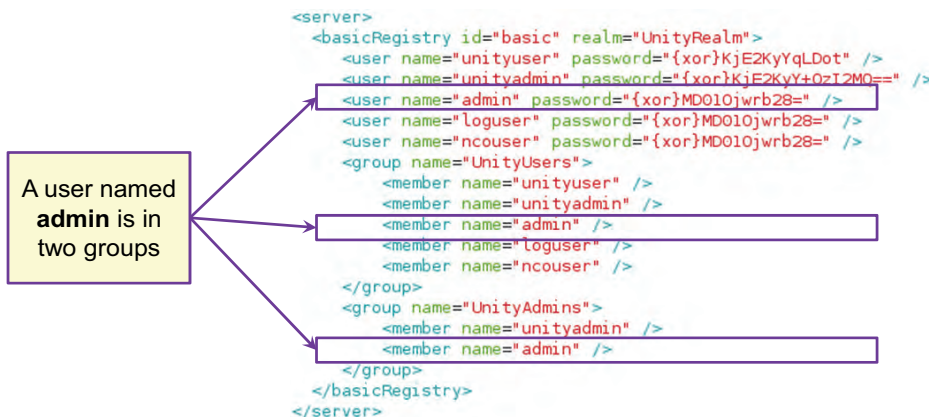 <server>
<basicRegistry id="basic" realm="UnityRealm">
<user name="unityuser" password="{xor}KjE2KyYqLDot" />
<user name="unityadmin" password="{xor}KjE2KyY+OzI2MQ==" />
<user name="admin" password="{xor}MD01Ojwrb28=" />
<user name="loguser" password="{xor}MD01Ojwrb28=" />
<user name="ncouser" password="{xor}MD01Ojwrb28=" />
<group name="UnityUsers">
<member name="unityuser" />
<member name="unityadmin" />
<member name="admin" />
<member name="loguser" />
<member name="ncouser" />
</group>
<group name="UnityAdmins">
<member name="unityadmin" />
<member name="admin" />
</group>
</basicRegistry>
</server>
A user named
admin is in
two groups